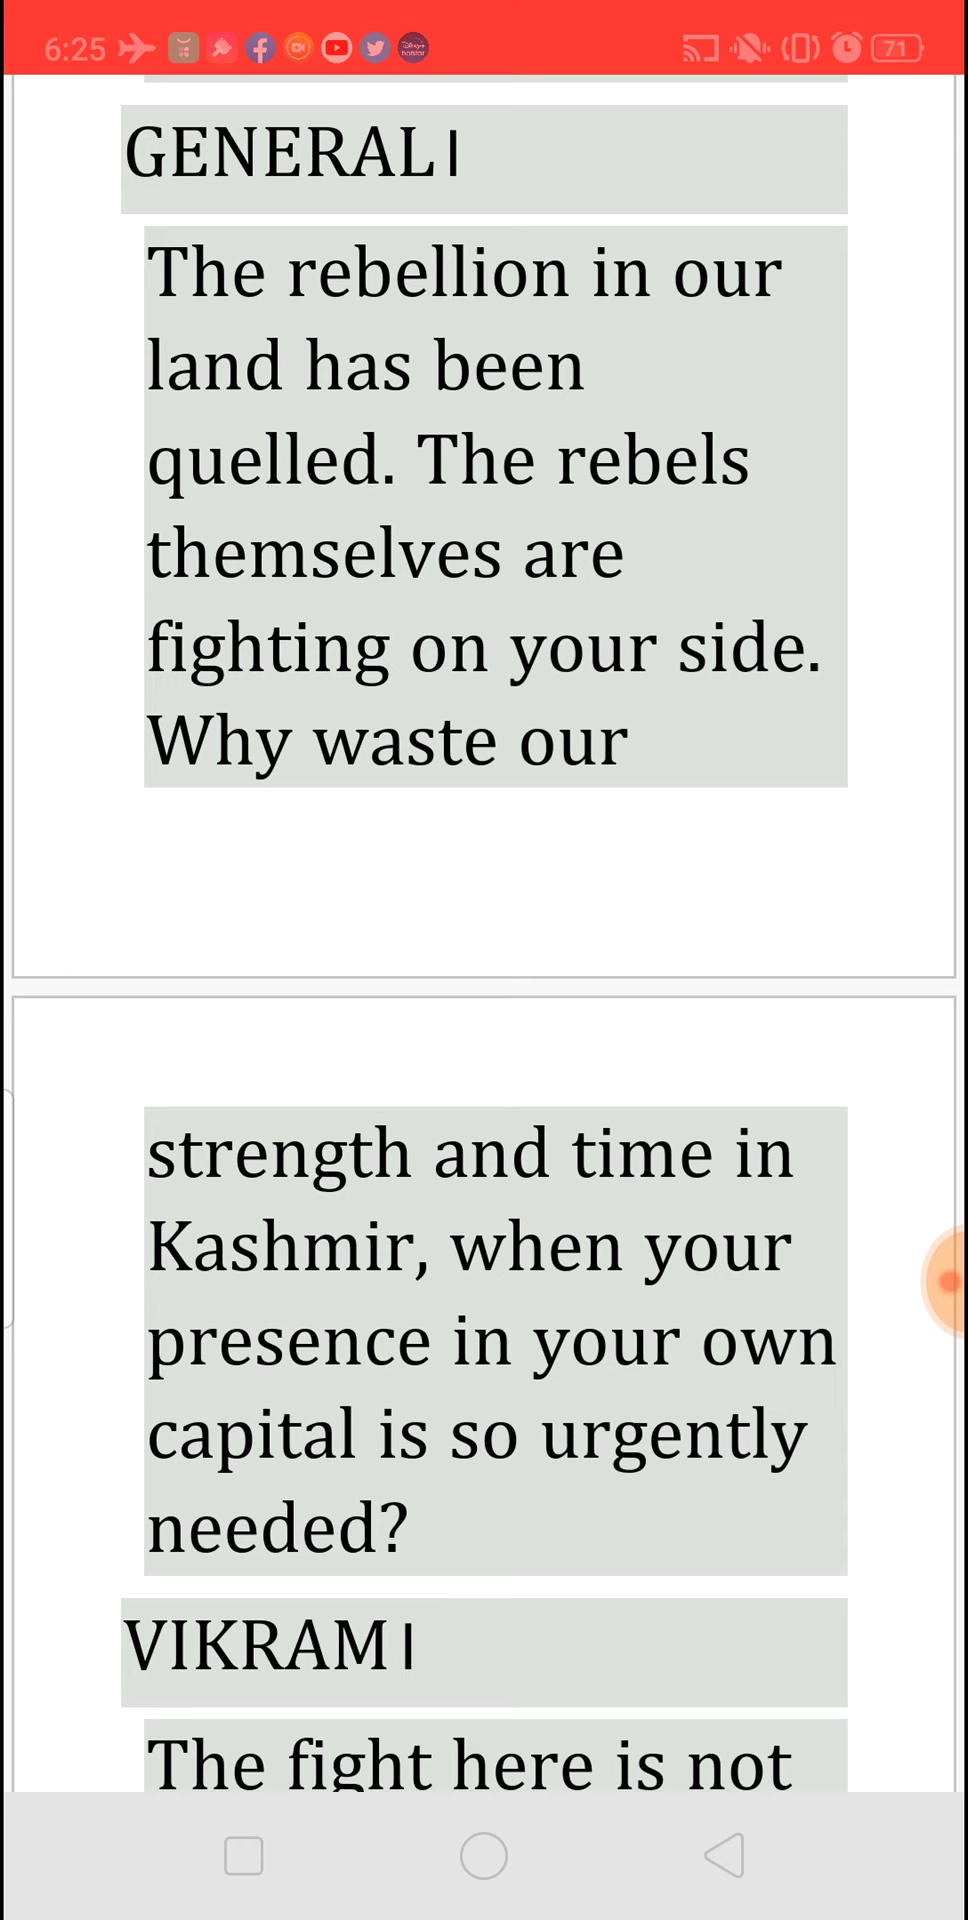 6:25
71
GENERAL।
The rebellion in our
land has been
quelled. The rebels
themselves are
fighting on your side.
Why waste our
strength and time in
Kashmir, when your
presence in your own
capital is so urgently
needed?
VIKRAM।
The fight here is not